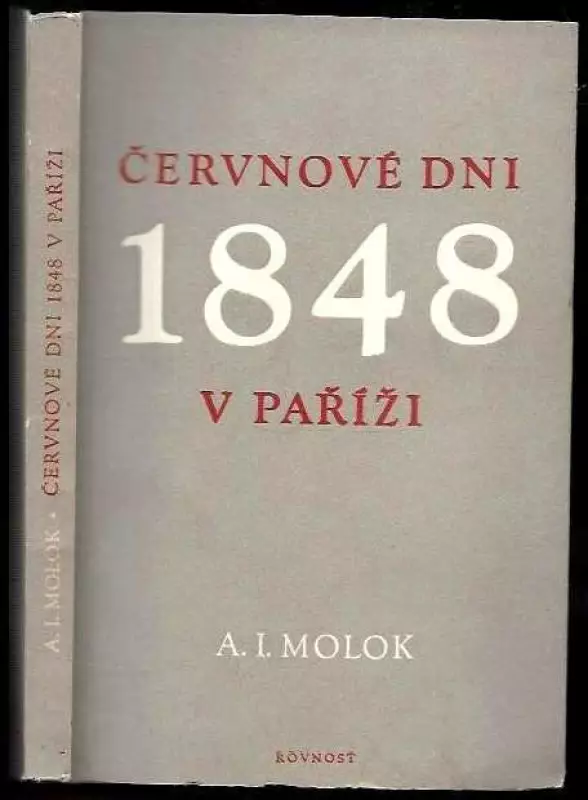 ČERVNOVÉ DNI
1848
V PAŘÍŽI
A. I. MOLOK
ROVNOST
A. I. MOLOK • ČERVNOVÉ DNI 1848 V PAŘÍŽI